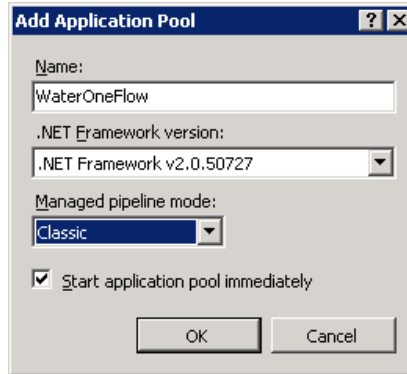 Add Application Pool
Name:
WaterOneFlow
.NET Framework version:
.NET Framework v2.0.50727
Managed pipeline mode:
Classic
Start application pool immediately
OK Cancel